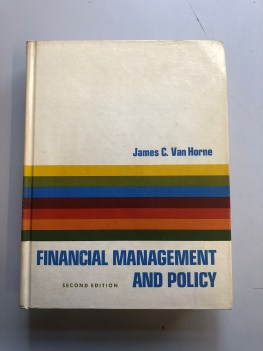 James C. Van Horne
FINANCIAL MANAGEMENT
AND POLICY
SECOND EDITION